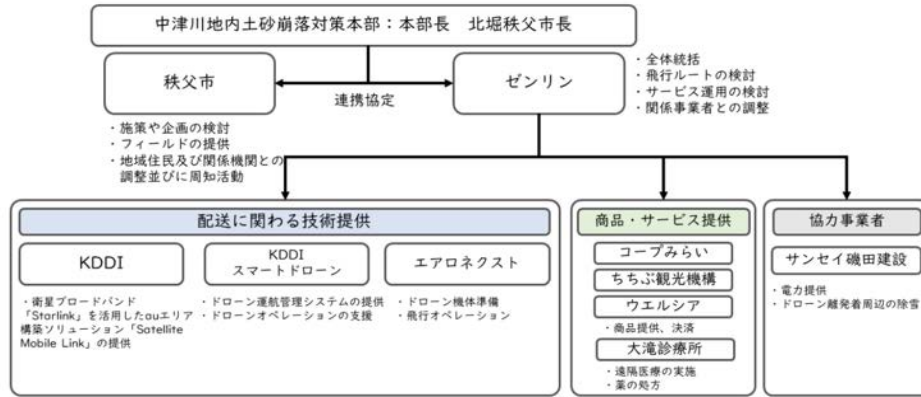 中津川地内土砂崩落対策本部：本部長　北堀秩父市長
秩父市
連携協定
ゼンリン
・全体統括
・飛行ルートの検討
・サービス運用の検討
・関係事業者との調整
・施策や企画の検討
・フィールドの提供
・地域住民及び関係機関との
調整並びに周知活動
配送に関わる技術提供
KDDI
・衛星ブロードバンド
「Starlink」を活用したauエリア
構築ソリューション「Satellite
Mobile Link」の提供
KDDI
スマートドローン
・ドローン運航管理システムの提供
・ドローンオペレーションの支援
エアロネクスト
・ドローン機体準備
・飛行オペレーション
商品・サービス提供
コープみらい
ちちぶ観光機構
ウエルシア
・商品提供、決済
大滝診療所
・遠隔医療の実施
・薬の処方
協力事業者
サンセイ磯田建設
・電力提供
・ドローン離発着周辺の除雪